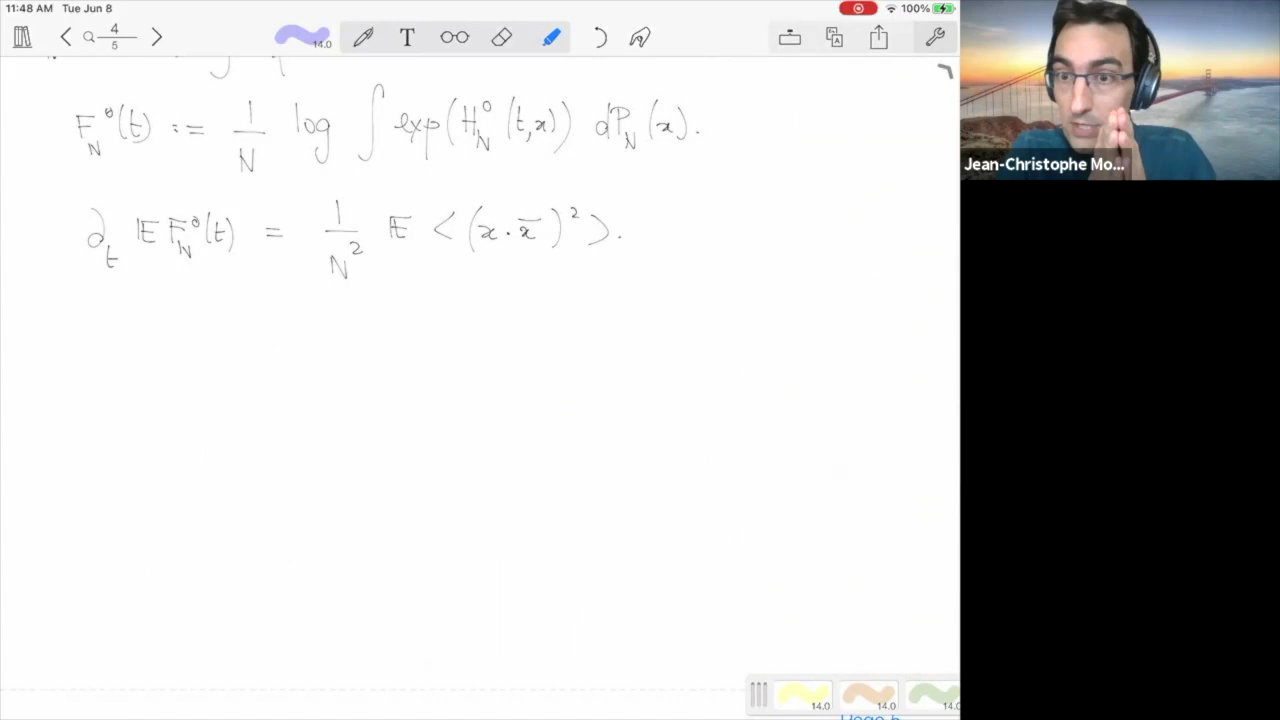 11:48 AM Tue Jun 8
100%
4
5
T
14.0
F_N^0(t) := 1/N log ∫ exp(H_N^0(t,x)) dP_N(x).
∂_t 𝔼 F_N^0(t) = 1/N^2 𝔼 <(x · x̄)^2>.
Jean-Christophe Mo...
14.0
14.0
14.0